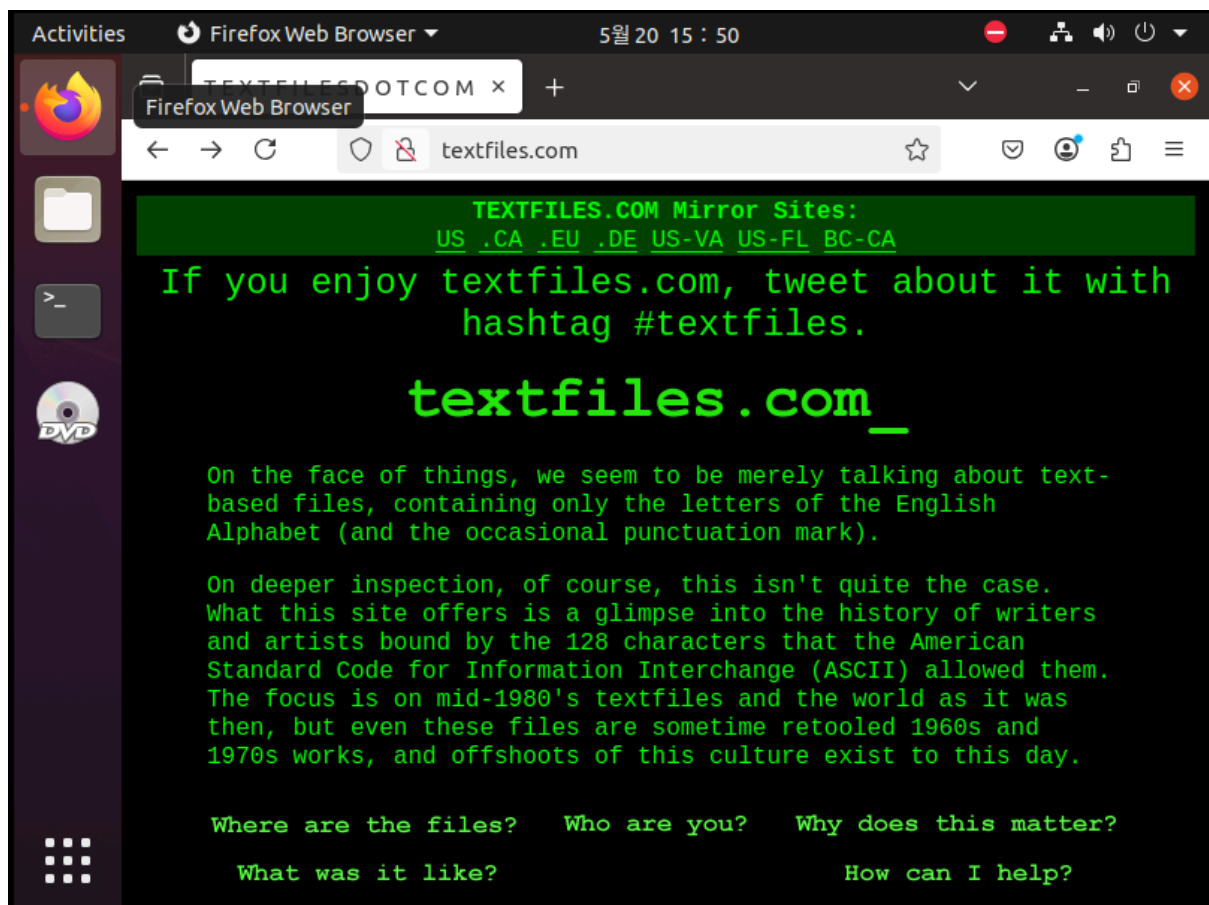 Activities Firefox Web Browser 5월 20 15 : 50
TEXTFILESDOTCOM
Firefox Web Browser
textfiles.com
TEXTFILES.COM Mirror Sites:
US .CA .EU .DE US-VA US-FL BC-CA
If you enjoy textfiles.com, tweet about it with
hashtag #textfiles.
textfiles.com_
On the face of things, we seem to be merely talking about text-
based files, containing only the letters of the English
Alphabet (and the occasional punctuation mark).
On deeper inspection, of course, this isn't quite the case.
What this site offers is a glimpse into the history of writers
and artists bound by the 128 characters that the American
Standard Code for Information Interchange (ASCII) allowed them.
The focus is on mid-1980's textfiles and the world as it was
then, but even these files are sometime retooled 1960s and
1970s works, and offshoots of this culture exist to this day.
Where are the files? Who are you? Why does this matter?
What was it like? How can I help?
>_
DVD